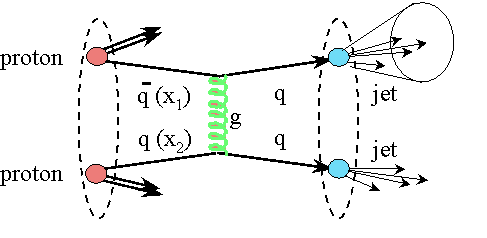 proton
q̄ (x₁) q jet
g
q (x₂) q jet
proton